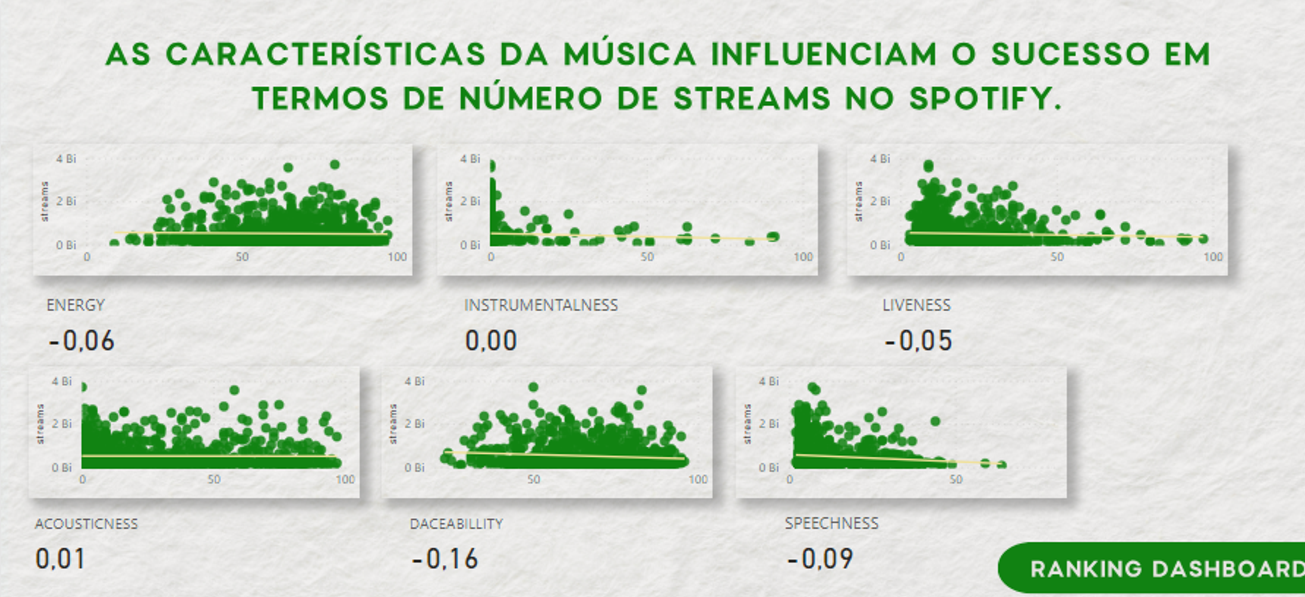 AS CARACTERÍSTICAS DA MÚSICA INFLUENCIAM O SUCESSO EM
TERMOS DE NÚMERO DE STREAMS NO SPOTIFY.
4 Bi
2 Bi
0 Bi
streams
0 50 100
4 Bi
2 Bi
0 Bi
streams
0 50 100
4 Bi
2 Bi
0 Bi
streams
0 50 100
ENERGY
-0,06
INSTRUMENTALNESS
0,00
LIVENESS
-0,05
4 Bi
2 Bi
0 Bi
streams
0 50 100
4 Bi
2 Bi
0 Bi
streams
50 100
4 Bi
2 Bi
0 Bi
streams
0 50
ACOUSTICNESS
0,01
DACEABILLITY
-0,16
SPEECHNESS
-0,09
RANKING DASHBOARD